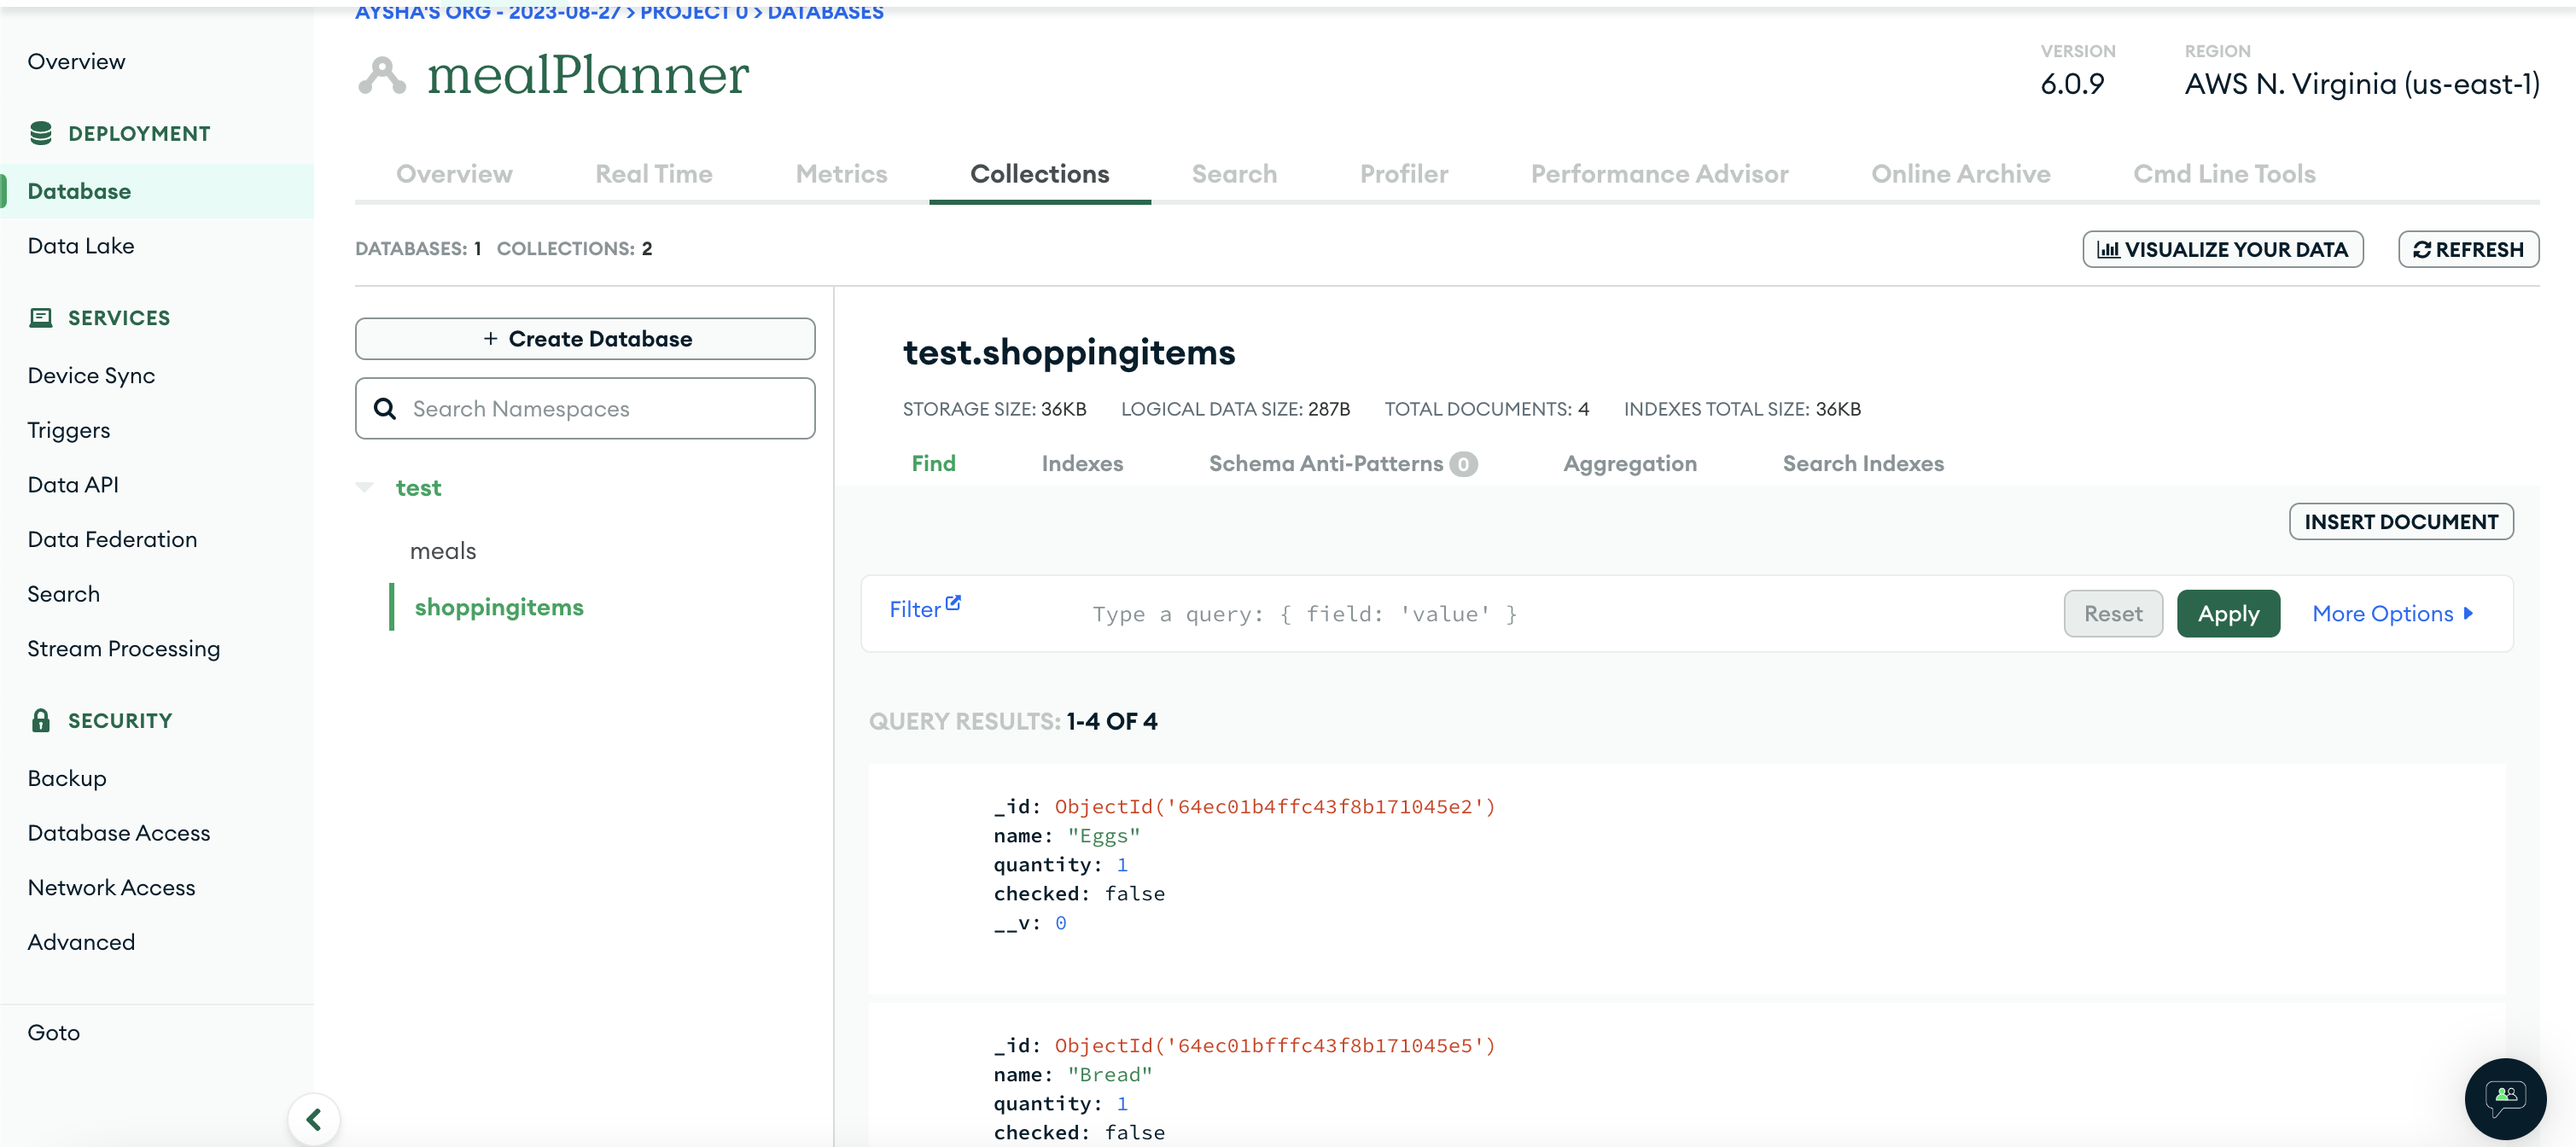 AYSHA'S ORG - 2023-08-27 > PROJECT 0 > DATABASES
mealPlanner
VERSION
6.0.9
REGION
AWS N. Virginia (us-east-1)
Overview
DEPLOYMENT
Database
Data Lake
SERVICES
Device Sync
Triggers
Data API
Data Federation
Search
Stream Processing
SECURITY
Backup
Database Access
Network Access
Advanced
Goto
Overview Real Time Metrics Collections Search Profiler Performance Advisor Online Archive Cmd Line Tools
DATABASES: 1 COLLECTIONS: 2
VISUALIZE YOUR DATA
REFRESH
+ Create Database
Search Namespaces
test
meals
shoppingitems
test.shoppingitems
STORAGE SIZE: 36KB LOGICAL DATA SIZE: 287B TOTAL DOCUMENTS: 4 INDEXES TOTAL SIZE: 36KB
Find Indexes Schema Anti-Patterns 0 Aggregation Search Indexes
INSERT DOCUMENT
Filter Type a query: { field: 'value' } Reset Apply More Options
QUERY RESULTS: 1-4 OF 4
_id: ObjectId('64ec01b4ffc43f8b171045e2')
name: "Eggs"
quantity: 1
checked: false
__v: 0
_id: ObjectId('64ec01bfffc43f8b171045e5')
name: "Bread"
quantity: 1
checked: false